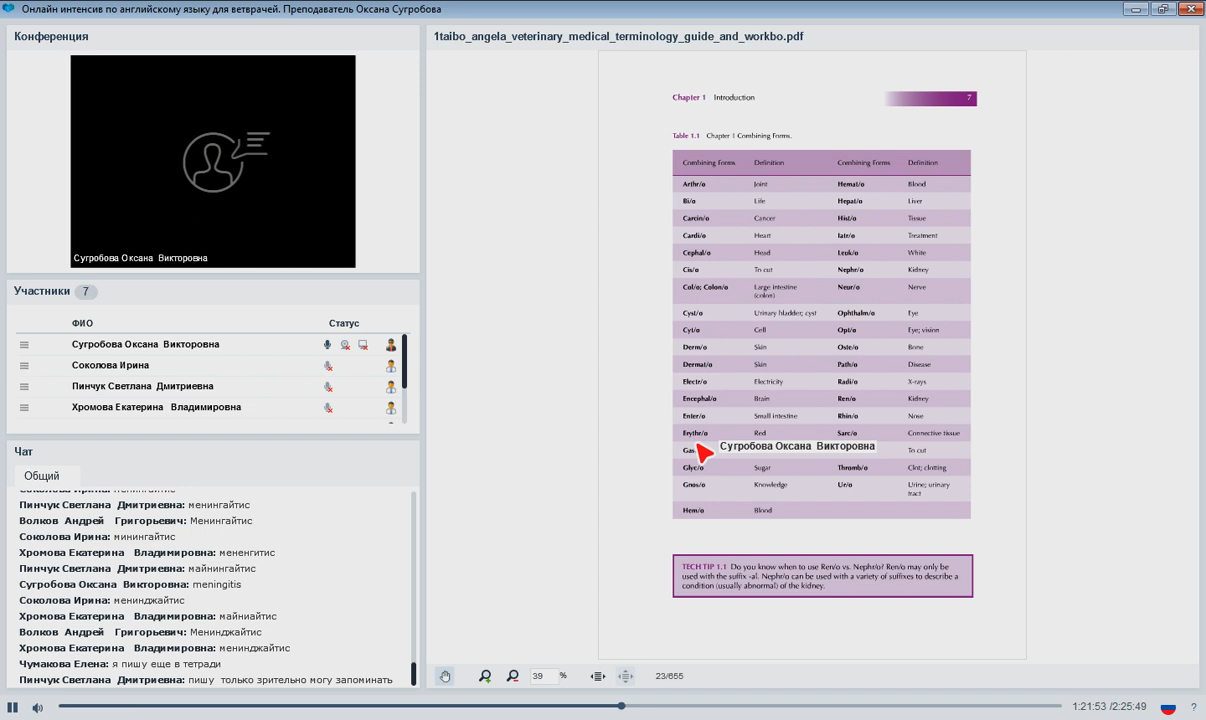 Онлайн интенсив по английскому языку для ветврачей. Преподаватель Оксана Сугробова
Конференция
Сугробова Оксана Викторовна
Участники 7
ФИО Статус
Сугробова Оксана Викторовна
Соколова Ирина
Пинчук Светлана Дмитриевна
Хромова Екатерина Владимировна
Чат
Общий
Соколова Ирина: менингайтис
Пинчук Светлана Дмитриевна: менингайтис
Волков Андрей Григорьевич: Менингайтис
Соколова Ирина: минингайтис
Хромова Екатерина Владимировна: мененгитис
Пинчук Светлана Дмитриевна: майнингайтис
Сугробова Оксана Викторовна: meningitis
Соколова Ирина: менинджайтис
Хромова Екатерина Владимировна: майниайтис
Волков Андрей Григорьевич: Менинджайтис
Хромова Екатерина Владимировна: менинджайтис
Чумакова Елена: я пишу еще в тетради
Пинчук Светлана Дмитриевна: пишу только зрительно могу запоминать
1taibo_angela_veterinary_medical_terminology_guide_and_workbo.pdf
Chapter 1 Introduction 7
Table 1.1 Chapter 1 Combining Forms.
Combining Forms Definition Combining Forms Definition
Arthr/o Joint Hemat/o Blood
Bi/o Life Hepat/o Liver
Carcin/o Cancer Hist/o Tissue
Cardi/o Heart Iatr/o Treatment
Cephal/o Head Leuk/o White
Cis/o To cut Nephr/o Kidney
Col/o; Colon/o Large intestine Neur/o Nerve
(colon)
Cyst/o Urinary bladder; cyst Ophthalm/o Eye
Cyt/o Cell Opt/o Eye; vision
Derm/o Skin Oste/o Bone
Dermat/o Skin Path/o Disease
Electr/o Electricity Radi/o X-rays
Encephal/o Brain Ren/o Kidney
Enter/o Small intestine Rhin/o Nose
Erythr/o Red Sarc/o Connective tissue
Сугробова Оксана Викторовна
To cut
Glyc/o Sugar Thromb/o Clot; clotting
Gnos/o Knowledge Ur/o Urine; urinary
tract
Hem/o Blood
TECH TIP 1.1 Do you know when to use Ren/o vs. Nephr/o? Ren/o may only be
used with the suffix -al. Nephr/o can be used with a variety of suffixes to describe a
condition (usually abnormal) of the kidney.
39 % 23/655
1:21:53 /2:25:49 ?